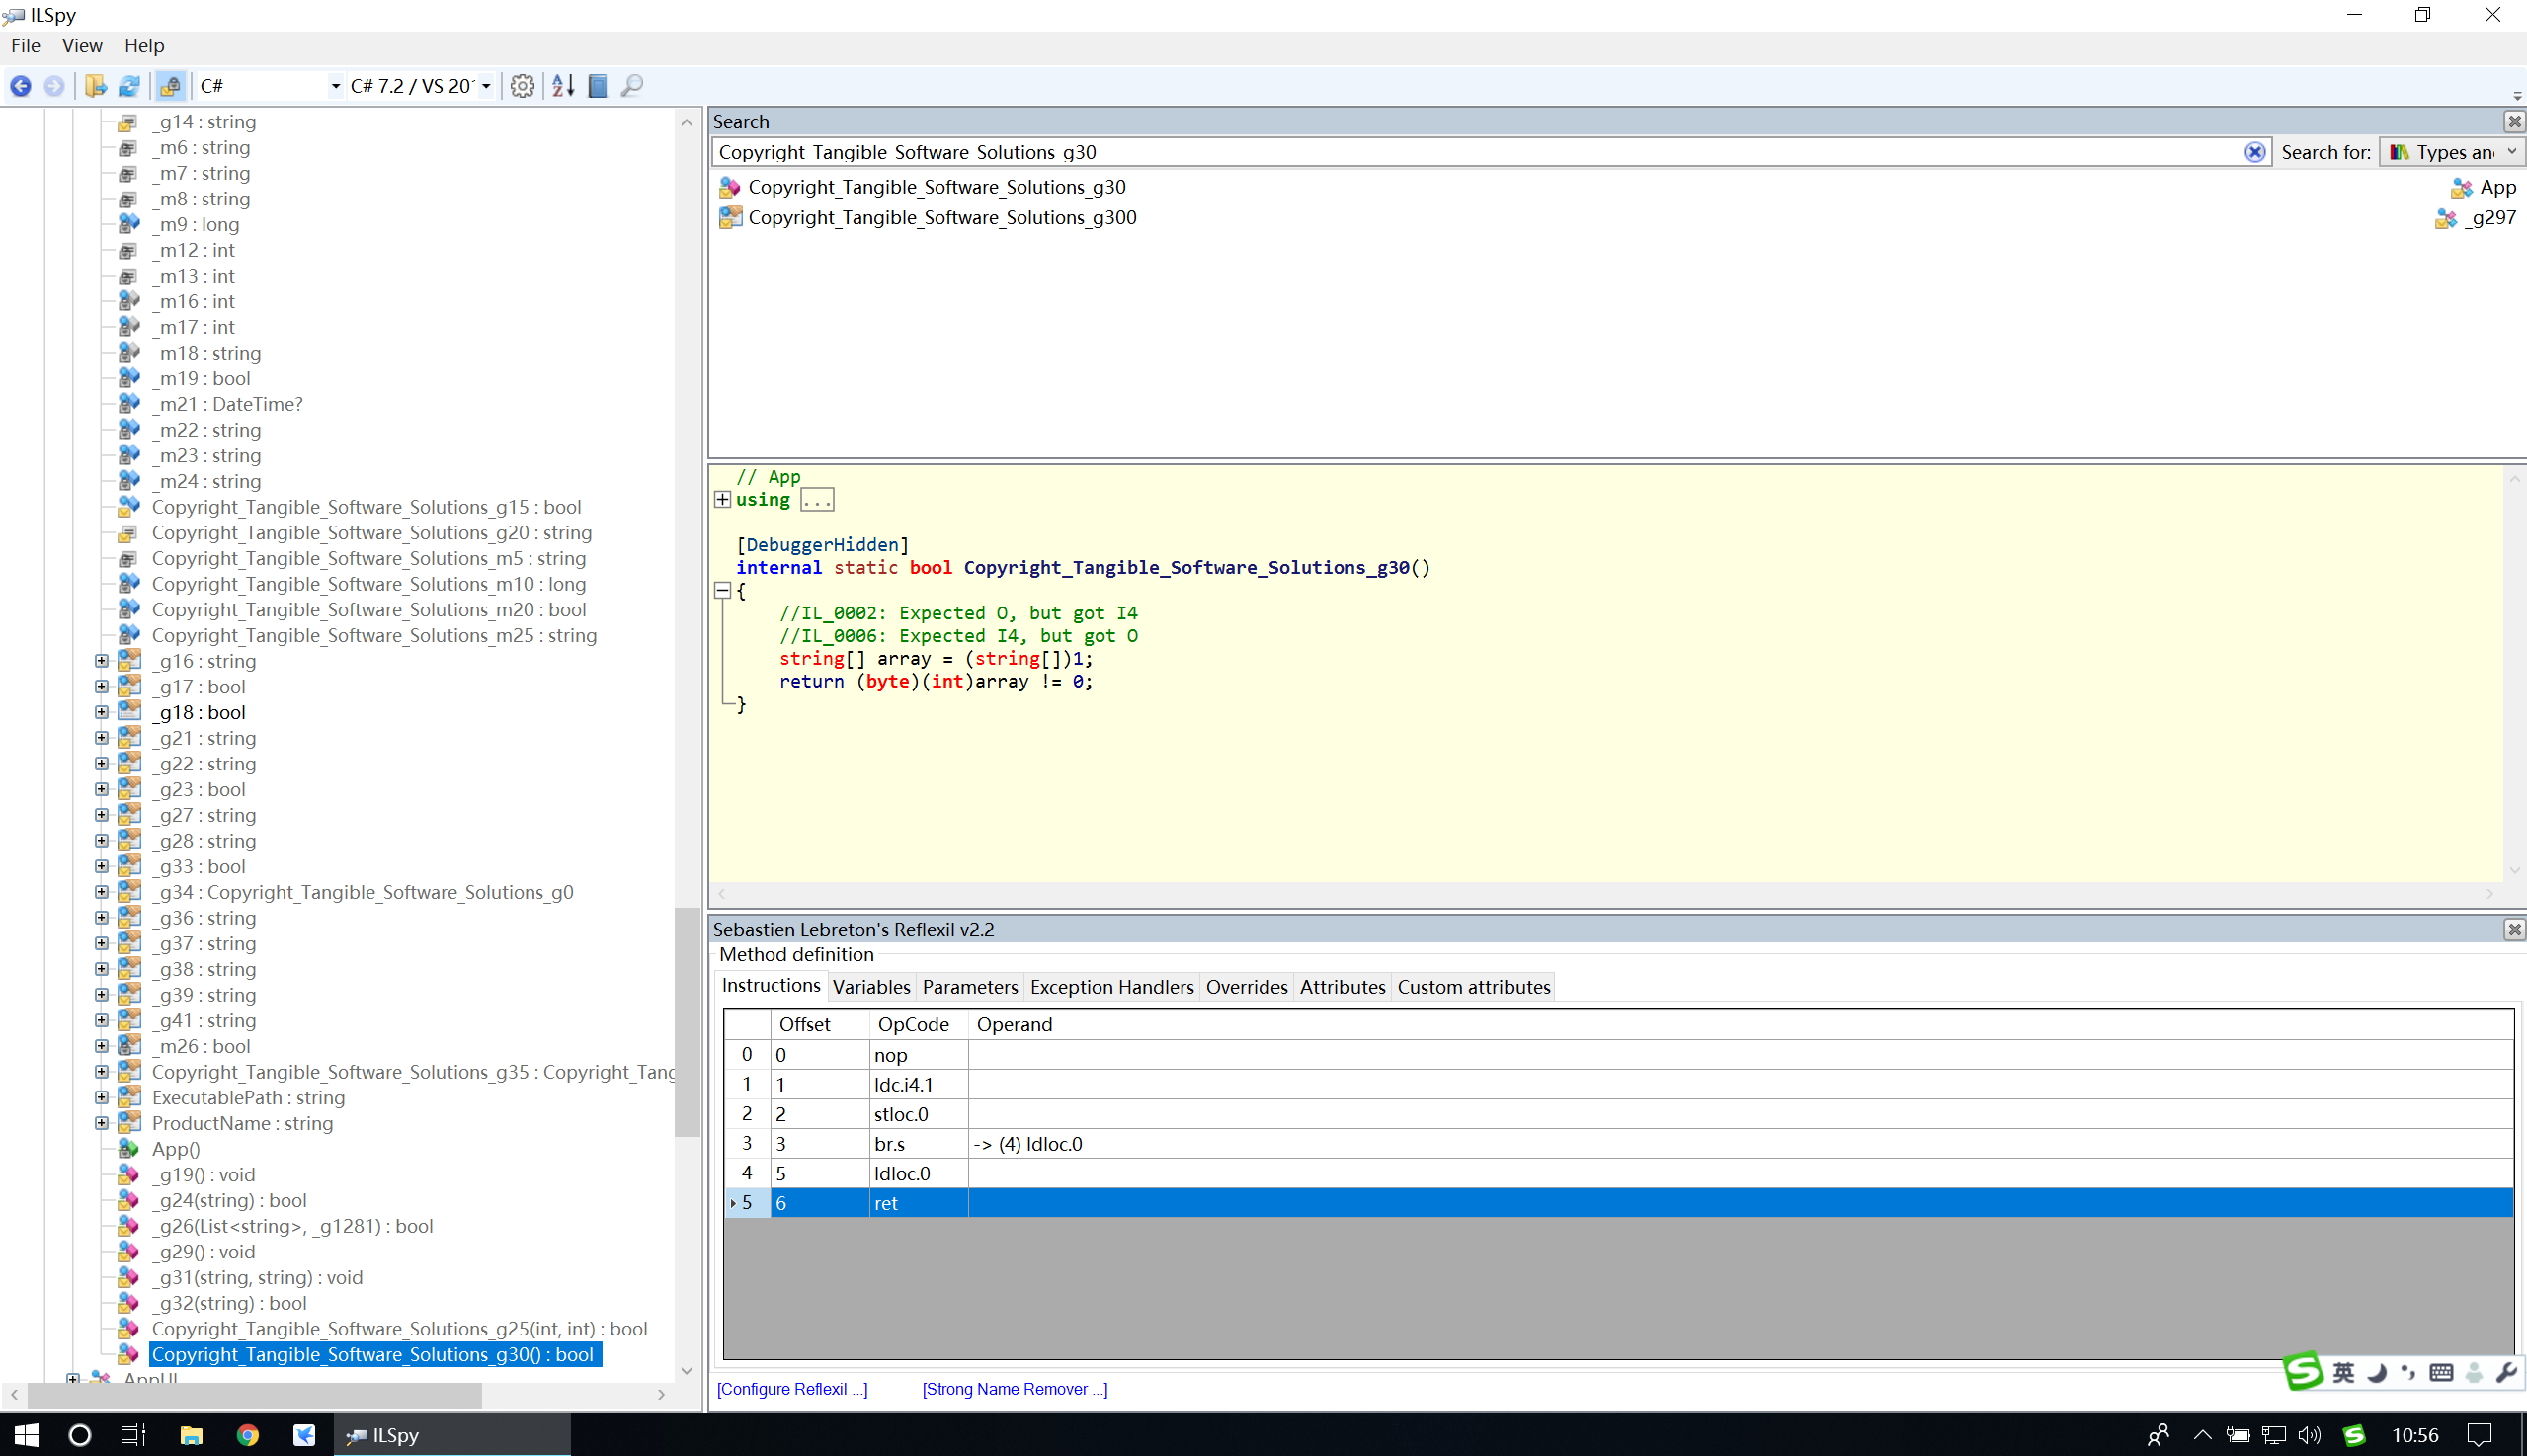 ILSpy
File View Help
C# C# 7.2 / VS 201
_g14 : string
_m6 : string
_m7 : string
_m8 : string
_m9 : long
_m12 : int
_m13 : int
_m16 : int
_m17 : int
_m18 : string
_m19 : bool
_m21 : DateTime?
_m22 : string
_m23 : string
_m24 : string
Copyright_Tangible_Software_Solutions_g15 : bool
Copyright_Tangible_Software_Solutions_g20 : string
Copyright_Tangible_Software_Solutions_m5 : string
Copyright_Tangible_Software_Solutions_m10 : long
Copyright_Tangible_Software_Solutions_m20 : bool
Copyright_Tangible_Software_Solutions_m25 : string
_g16 : string
_g17 : bool
_g18 : bool
_g21 : string
_g22 : string
_g23 : bool
_g27 : string
_g28 : string
_g33 : bool
_g34 : Copyright_Tangible_Software_Solutions_g0
_g36 : string
_g37 : string
_g38 : string
_g39 : string
_g41 : string
_m26 : bool
Copyright_Tangible_Software_Solutions_g35 : Copyright_Tang
ExecutablePath : string
ProductName : string
App()
_g19() : void
_g24(string) : bool
_g26(List<string>, _g1281) : bool
_g29() : void
_g31(string, string) : void
_g32(string) : bool
Copyright_Tangible_Software_Solutions_g25(int, int) : bool
Copyright_Tangible_Software_Solutions_g30() : bool
AppUI
Search
Copyright_Tangible_Software_Solutions_g30 Search for: Types an
Copyright_Tangible_Software_Solutions_g30 App
Copyright_Tangible_Software_Solutions_g300 _g297
// App
using ...
[DebuggerHidden]
internal static bool Copyright_Tangible_Software_Solutions_g30()
{
//IL_0002: Expected O, but got I4
//IL_0006: Expected I4, but got O
string[] array = (string[])1;
return (byte)(int)array != 0;
}
Sebastien Lebreton's Reflexil v2.2
Method definition
Instructions Variables Parameters Exception Handlers Overrides Attributes Custom attributes
Offset OpCode Operand
0 0 nop
1 1 ldc.i4.1
2 2 stloc.0
3 3 br.s -> (4) ldloc.0
4 5 ldloc.0
5 6 ret
[Configure Reflexil ...] [Strong Name Remover ...]
英
ILSpy
10:56